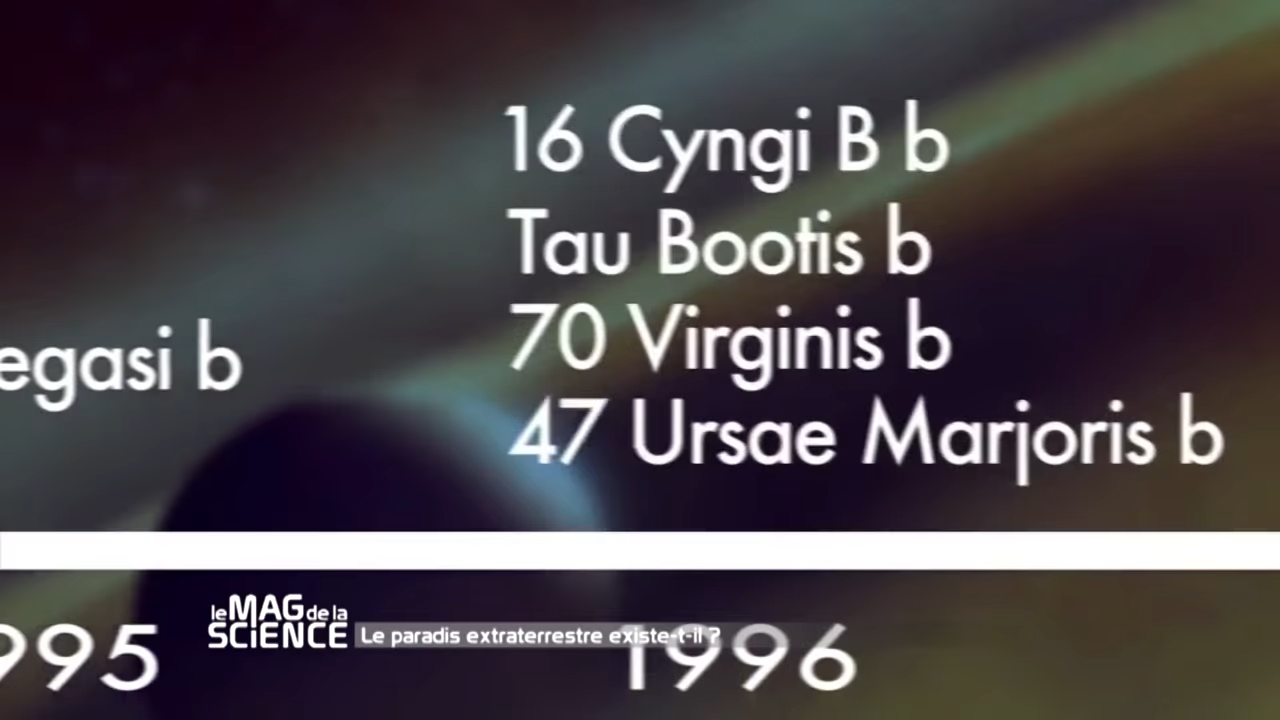 16 Cyngi B b
Tau Bootis b
70 Virginis b
47 Ursae Marjoris b
egasi b
995
1996
le MAG de la
SCIENCE
Le paradis extraterrestre existe-t-il ?